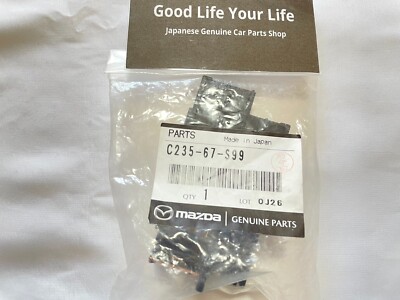 Good Life Your Life
Japanese Genuine Car Parts Shop
PARTS
Made in Japan
C235-67-S99
QTY 1 LOT 0J26
mazda GENUINE PARTS